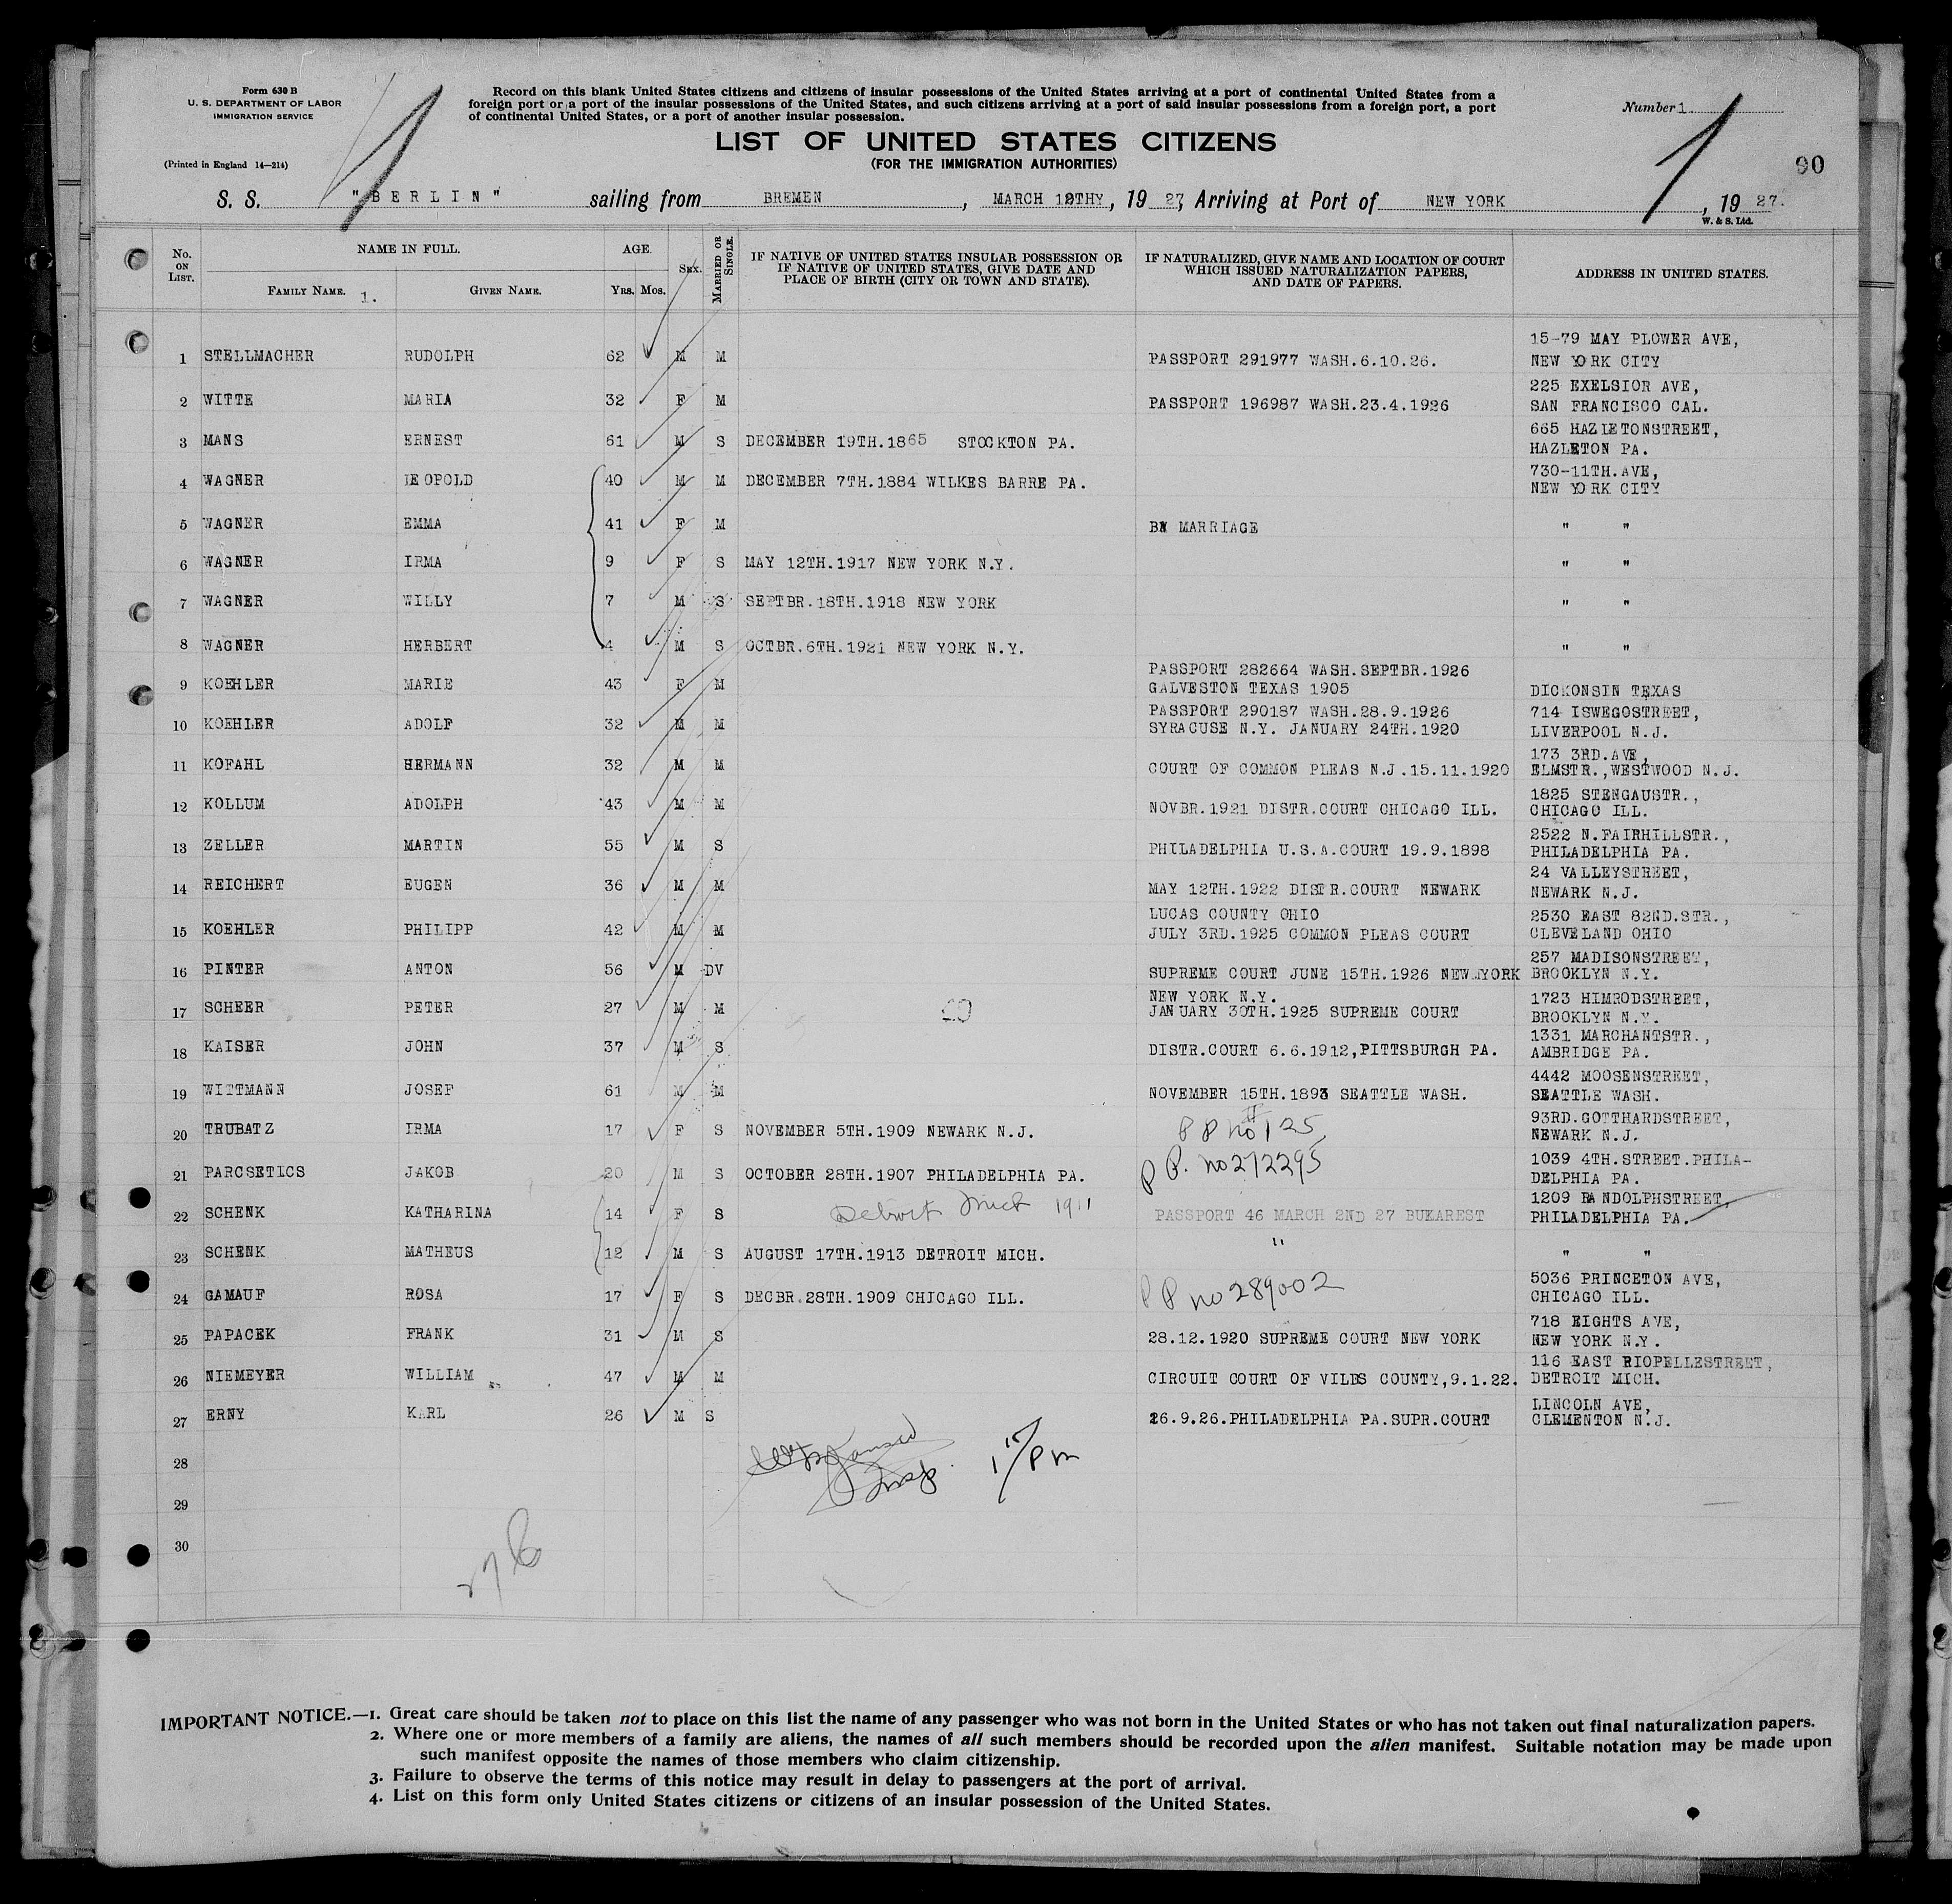 Form 630 B
U. S. DEPARTMENT OF LABOR
IMMIGRATION SERVICE
(Printed in England 14—214)
Record on this blank United States citizens and citizens of insular possessions of the United States arriving at a port of continental United States from a
foreign port or a port of the insular possessions of the United States, and such citizens arriving at a port of said insular possessions from a foreign port, a port
of continental United States, or a port of another insular possession.
Number 1
LIST OF UNITED STATES CITIZENS
(FOR THE IMMIGRATION AUTHORITIES)
1
1
90
S. S. "BERLIN" sailing from BREMEN, MARCH 12THY, 19 27, Arriving at Port of NEW YORK, 19 27.
W. & S. Ltd.
No. ON LIST.
NAME IN FULL.
FAMILY NAME. 1.
GIVEN NAME.
AGE.
YRS. MOS.
SEX.
MARRIED OR SINGLE.
IF NATIVE OF UNITED STATES INSULAR POSSESSION OR
IF NATIVE OF UNITED STATES, GIVE DATE AND
PLACE OF BIRTH (CITY OR TOWN AND STATE).
IF NATURALIZED, GIVE NAME AND LOCATION OF COURT
WHICH ISSUED NATURALIZATION PAPERS,
AND DATE OF PAPERS.
ADDRESS IN UNITED STATES.
15-79 MAY PLOWER AVE,
1 STELLMACHER RUDOLPH 62 M M PASSPORT 291977 WASH.6.10.26. NEW YORK CITY
225 EXELSIOR AVE,
2 WITTE MARIA 32 F M PASSPORT 196987 WASH.23.4.1926 SAN FRANCISCO CAL.
665 HAZLETONSTREET,
3 MANS ERNEST 61 M S DECEMBER 19TH.1865 STOCKTON PA. HAZLETON PA.
730-11TH.AVE,
4 WAGNER LEOPOLD 40 M M DECEMBER 7TH.1884 WILKES BARRE PA. NEW YORK CITY
5 WAGNER EMMA 41 F M BY MARRIAGE " "
6 WAGNER IRMA 9 F S MAY 12TH.1917 NEW YORK N.Y. " "
7 WAGNER WILLY 7 M S SEPTBR.18TH.1918 NEW YORK " "
8 WAGNER HERBERT 4 M S OCTBR.6TH.1921 NEW YORK N.Y. " "
PASSPORT 282664 WASH.SEPTBR.1926
9 KOEHLER MARIE 43 F M GALVESTON TEXAS 1905 DICKONSIN TEXAS
PASSPORT 290187 WASH.28.9.1926 714 ISWEGOSTREET,
10 KOEHLER ADOLF 32 M M SYRACUSE N.Y. JANUARY 24TH.1920 LIVERPOOL N.J.
173 3RD.AVE,
11 KOFAHL HERMANN 32 M M COURT OF COMMON PLEAS N.J.15.11.1920 ELMSTR.,WESTWOOD N.J.
1825 STENGAUSTR.,
12 KOLLUM ADOLPH 43 M M NOVBR.1921 DISTR.COURT CHICAGO ILL. CHICAGO ILL.
2522 N.FAIRHILLSTR.,
13 ZELLER MARTIN 55 M S PHILADELPHIA U.S.A.COURT 19.9.1898 PHILADELPHIA PA.
24 VALLEYSTREET,
14 REICHERT EUGEN 36 M M MAY 12TH.1922 DISTR.COURT NEWARK NEWARK N.J.
LUCAS COUNTY OHIO 2530 EAST 82ND.STR.,
15 KOEHLER PHILIPP 42 M M JULY 3RD.1925 COMMON PLEAS COURT CLEVELAND OHIO
257 MADISONSTREET,
16 PINTER ANTON 56 M DV SUPREME COURT JUNE 15TH.1926 NEW YORK BROOKLYN N.Y.
NEW YORK N.Y. 1723 HIMRODSTREET,
17 SCHEER PETER 27 M M JANUARY 30TH.1925 SUPREME COURT BROOKLYN N.Y.
1331 MARCHANTSTR.,
18 KAISER JOHN 37 M S DISTR.COURT 6.6.1912,PITTSBURGH PA. AMBRIDGE PA.
4442 MOOSENSTREET,
19 WITTMANN JOSEF 61 M M NOVEMBER 15TH.1893 SEATTLE WASH. SEATTLE WASH.
93RD.GOTTHARDSTREET,
20 TRUBATZ IRMA 17 F S NOVEMBER 5TH.1909 NEWARK N.J. P P no 125 NEWARK N.J.
1039 4TH.STREET.PHILA-
21 PARCSETICS JAKOB 20 M S OCTOBER 28TH.1907 PHILADELPHIA PA. P P. no 272295 DELPHIA PA.
1209 RANDOLPHSTREET,
22 SCHENK KATHARINA 14 F S Detroit Mich 1911 PASSPORT 46 MARCH 2ND 27 BUKAREST PHILADELPHIA PA.
23 SCHENK MATHEUS 12 M S AUGUST 17TH.1913 DETROIT MICH. " " "
5036 PRINCETON AVE,
24 GAMAUF ROSA 17 F S DECBR.28TH.1909 CHICAGO ILL. P P no 289002 CHICAGO ILL.
718 EIGHTS AVE,
25 PAPACEK FRANK 31 M S 28.12.1920 SUPREME COURT NEW YORK NEW YORK N.Y.
116 EAST RIOPELLESTREET,
26 NIEMEYER WILLIAM 47 M M CIRCUIT COURT OF VILDS COUNTY,9.1.22. DETROIT MICH.
LINCOLN AVE,
27 ERNY KARL 26 M S 26.9.26.PHILADELPHIA PA.SUPR.COURT CLEMENTON N.J.
28
Insp.
29
30
IMPORTANT NOTICE.—1. Great care should be taken not to place on this list the name of any passenger who was not born in the United States or who has not taken out final naturalization papers.
2. Where one or more members of a family are aliens, the names of all such members should be recorded upon the alien manifest. Suitable notation may be made upon
such manifest opposite the names of those members who claim citizenship.
3. Failure to observe the terms of this notice may result in delay to passengers at the port of arrival.
4. List on this form only United States citizens or citizens of an insular possession of the United States.